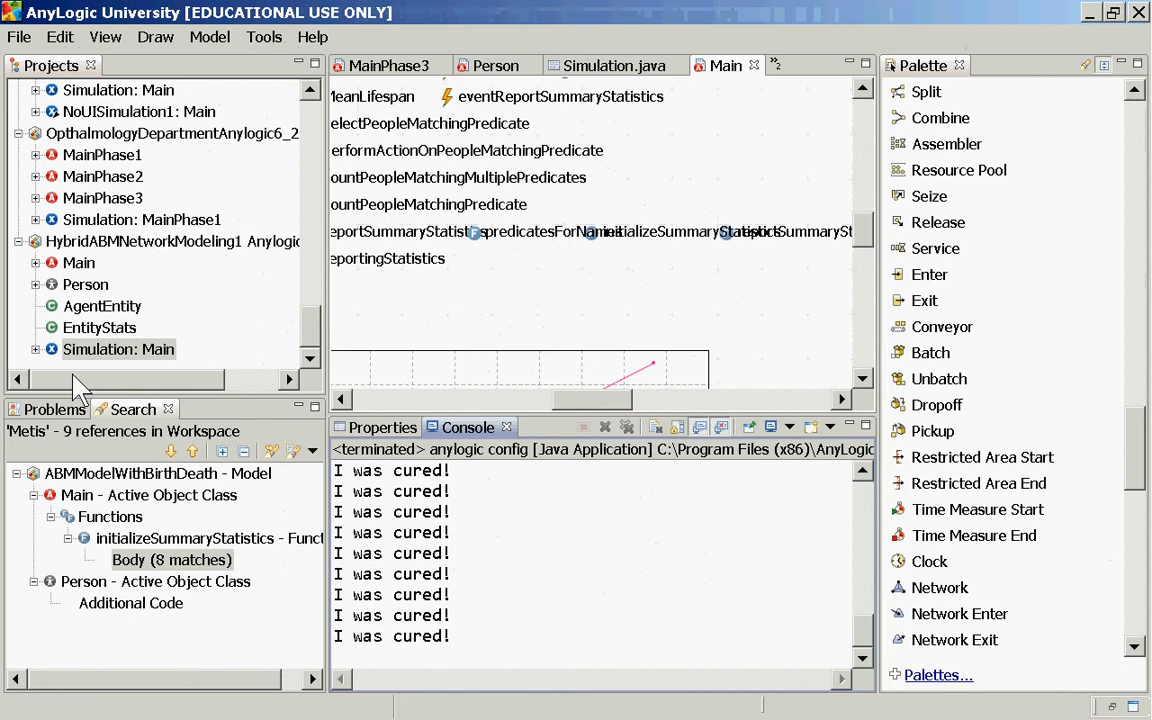 AnyLogic University [EDUCATIONAL USE ONLY]
File Edit View Draw Model Tools Help
Projects
Simulation: Main
NoUISimulation1: Main
OpthalmologyDepartmentAnylogic6_2
MainPhase1
MainPhase2
MainPhase3
Simulation: MainPhase1
HybridABMNetworkModeling1 Anylogic
Main
Person
AgentEntity
EntityStats
Simulation: Main
Problems Search
'Metis' - 9 references in Workspace
ABMModelWithBirthDeath - Model
Main - Active Object Class
Functions
initializeSummaryStatistics - Funct
Body (8 matches)
Person - Active Object Class
Additional Code
MainPhase3 Person Simulation.java Main »2
MeanLifespan eventReportSummaryStatistics
electPeopleMatchingPredicate
erformActionOnPeopleMatchingPredicate
ountPeopleMatchingMultiplePredicates
ountPeopleMatchingPredicate
eportSummaryStatistics predicatesForNames initializeSummaryStatistics
eportingStatistics
Properties Console
<terminated> anylogic config [Java Application] C:\Program Files (x86)\AnyLogic
I was cured!
I was cured!
I was cured!
I was cured!
I was cured!
I was cured!
I was cured!
I was cured!
I was cured!
Palette
Split
Combine
Assembler
Resource Pool
Seize
Release
Service
Enter
Exit
Conveyor
Batch
Unbatch
Dropoff
Pickup
Restricted Area Start
Restricted Area End
Time Measure Start
Time Measure End
Clock
Network
Network Enter
Network Exit
Palettes...